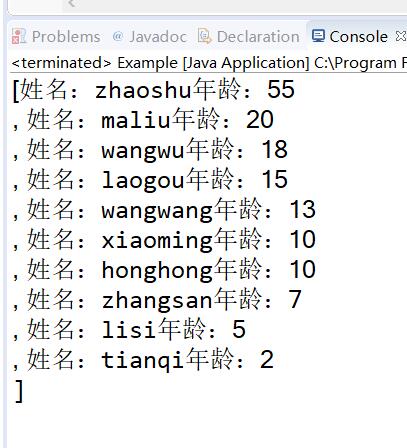 Problems @ Javadoc Declaration Console
<terminated> Example [Java Application] C:\Program F
[姓名：zhaoshu年龄：55
,姓名：maliu年龄：20
,姓名：wangwu年龄：18
,姓名：laogou年龄：15
,姓名：wangwang年龄：13
,姓名：xiaoming年龄：10
,姓名：honghong年龄：10
,姓名：zhangsan年龄：7
,姓名：lisi年龄：5
,姓名：tianqi年龄：2
]